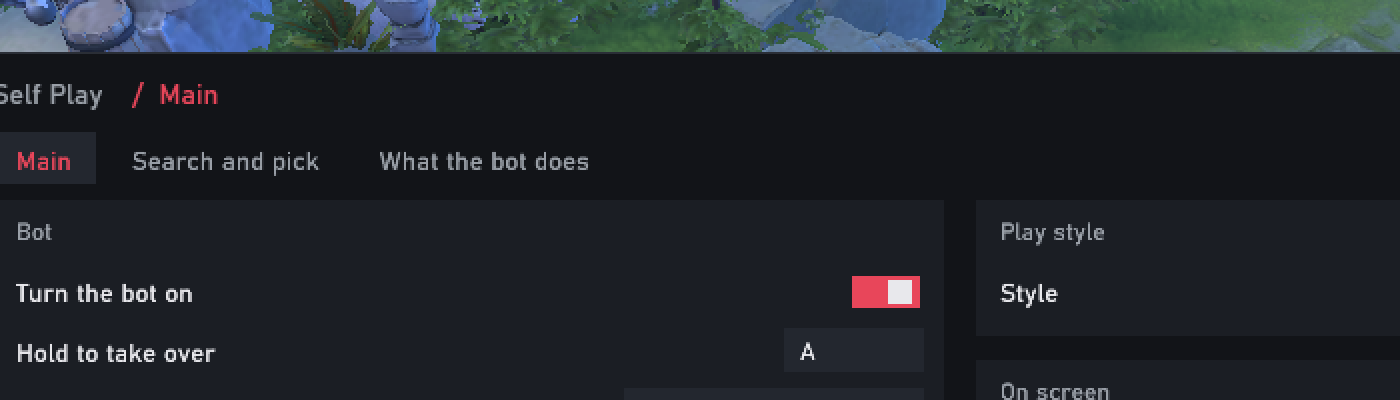 Self Play / Main
Main Search and pick What the bot does
Bot
Turn the bot on
Hold to take over A
Play style
Style
On screen